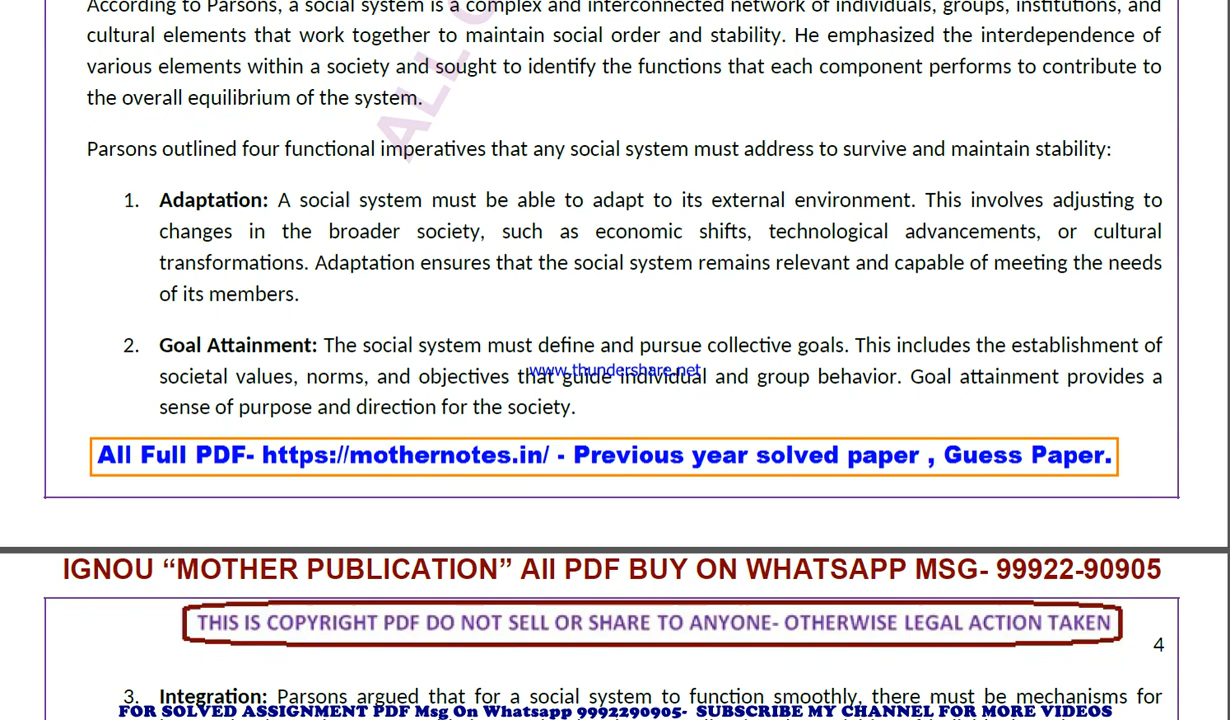 According to Parsons, a social system is a complex and interconnected network of individuals, groups, institutions, and
cultural elements that work together to maintain social order and stability. He emphasized the interdependence of
various elements within a society and sought to identify the functions that each component performs to contribute to
the overall equilibrium of the system.
ALL
Parsons outlined four functional imperatives that any social system must address to survive and maintain stability:
1. Adaptation: A social system must be able to adapt to its external environment. This involves adjusting to
changes in the broader society, such as economic shifts, technological advancements, or cultural
transformations. Adaptation ensures that the social system remains relevant and capable of meeting the needs
of its members.
2. Goal Attainment: The social system must define and pursue collective goals. This includes the establishment of
www.thundershare.net
societal values, norms, and objectives that guide individual and group behavior. Goal attainment provides a
sense of purpose and direction for the society.
All Full PDF- https://mothernotes.in/ - Previous year solved paper , Guess Paper.
IGNOU “MOTHER PUBLICATION” All PDF BUY ON WHATSAPP MSG- 99922-90905
THIS IS COPYRIGHT PDF DO NOT SELL OR SHARE TO ANYONE- OTHERWISE LEGAL ACTION TAKEN
4
3. Integration: Parsons argued that for a social system to function smoothly, there must be mechanisms for
FOR SOLVED ASSIGNMENT PDF Msg On Whatsapp 9992290905- SUBSCRIBE MY CHANNEL FOR MORE VIDEOS